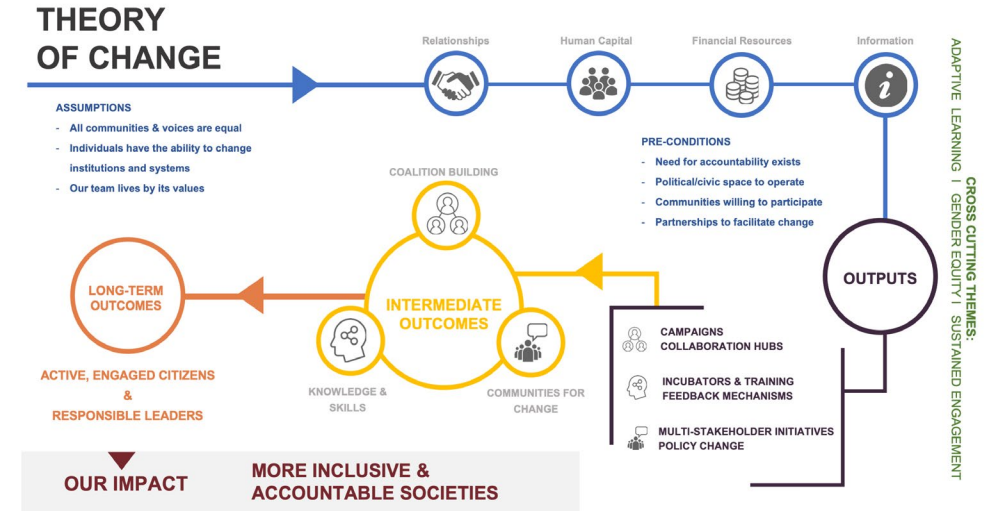 THEORY
OF CHANGE
Relationships
Human Capital
Financial Resources
Information
ASSUMPTIONS
- All communities & voices are equal
- Individuals have the ability to change
institutions and systems
- Our team lives by its values
PRE-CONDITIONS
- Need for accountability exists
- Political/civic space to operate
- Communities willing to participate
- Partnerships to facilitate change
OUTPUTS
CAMPAIGNS
COLLABORATION HUBS
INCUBATORS & TRAINING
FEEDBACK MECHANISMS
MULTI-STAKEHOLDER INITIATIVES
POLICY CHANGE
COALITION BUILDING
INTERMEDIATE
OUTCOMES
KNOWLEDGE &
SKILLS
COMMUNITIES FOR
CHANGE
LONG-TERM
OUTCOMES
ACTIVE, ENGAGED CITIZENS
&
RESPONSIBLE LEADERS
OUR IMPACT
MORE INCLUSIVE &
ACCOUNTABLE SOCIETIES
CROSS CUTTING THEMES:
ADAPTIVE LEARNING I GENDER EQUITY I SUSTAINED ENGAGEMENT